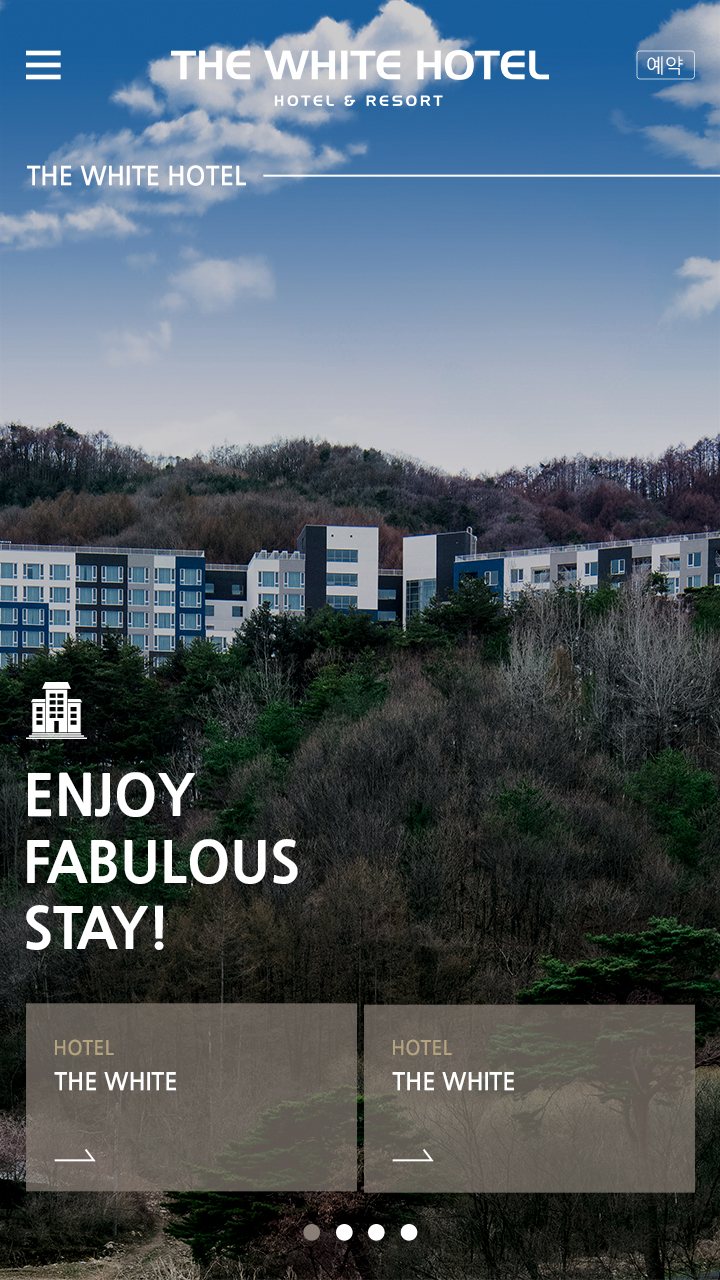 THE WHITE HOTEL
HOTEL & RESORT
예약
THE WHITE HOTEL
ENJOY
FABULOUS
STAY!
HOTEL
THE WHITE
HOTEL
THE WHITE